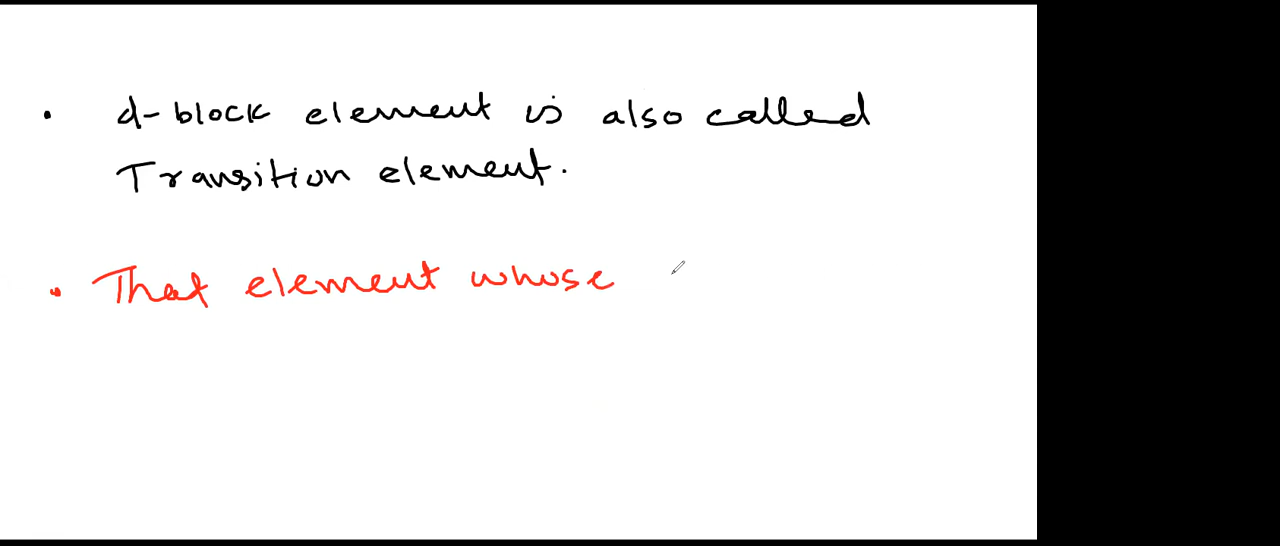 • d-block element is also called
Transition element.
• That element whose